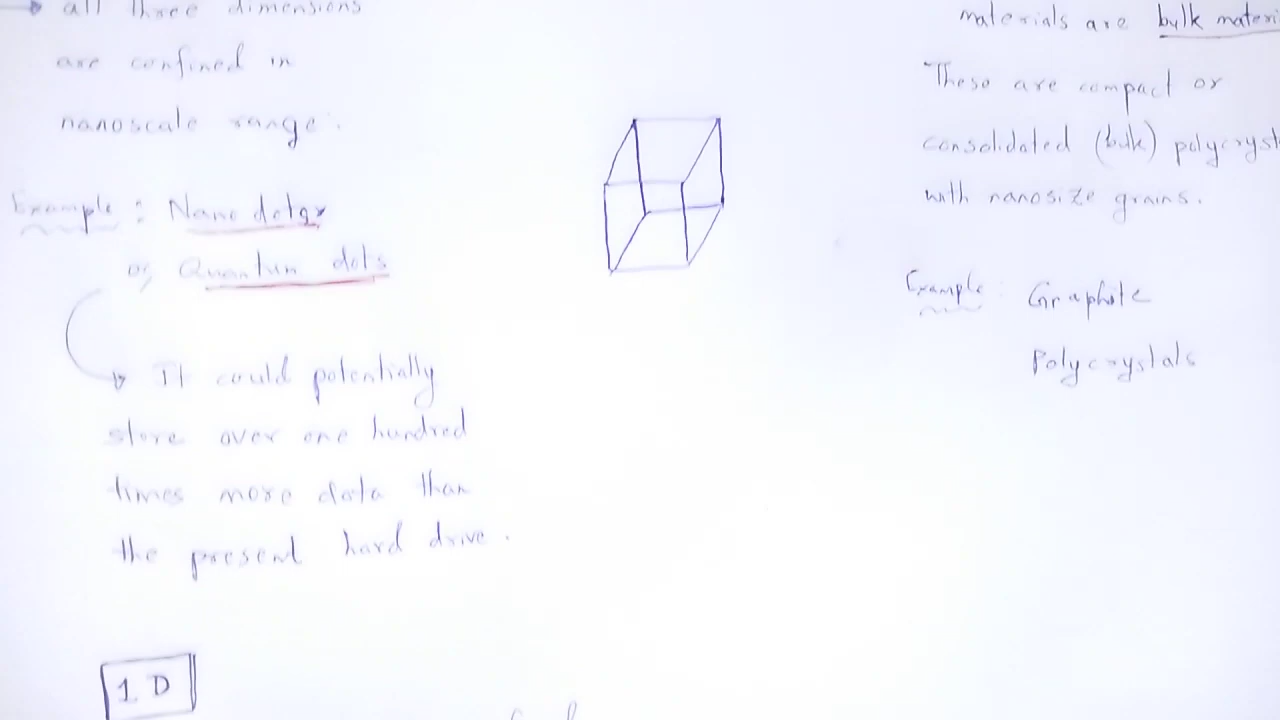 all three dimensions
are confined in
nanoscale range.
Example : Nano dots
or, Quantum dots
It could potentially
store over one hundred
times more data than
the present hard drive.
1 D
materials are bulk materi
These are compact or
consolidated (bulk) polycryst
with nanosize grains.
Example : Graphite
Polycrystals